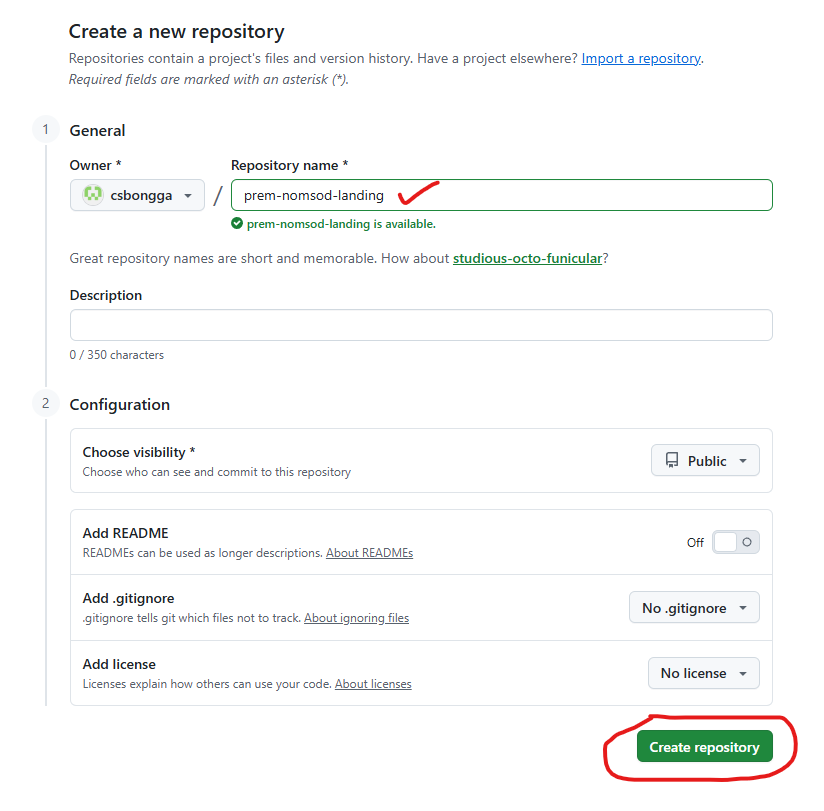 Create a new repository
Repositories contain a project's files and version history. Have a project elsewhere? Import a repository.
Required fields are marked with an asterisk (*).
1
General
Owner *
Repository name *
csbongga
/
prem-nomsod-landing
prem-nomsod-landing is available.
Great repository names are short and memorable. How about studious-octo-funicular?
Description
0 / 350 characters
2
Configuration
Choose visibility *
Choose who can see and commit to this repository
Public
Add README
READMEs can be used as longer descriptions. About READMEs
Off
Add .gitignore
.gitignore tells git which files not to track. About ignoring files
No .gitignore
Add license
Licenses explain how others can use your code. About licenses
No license
Create repository